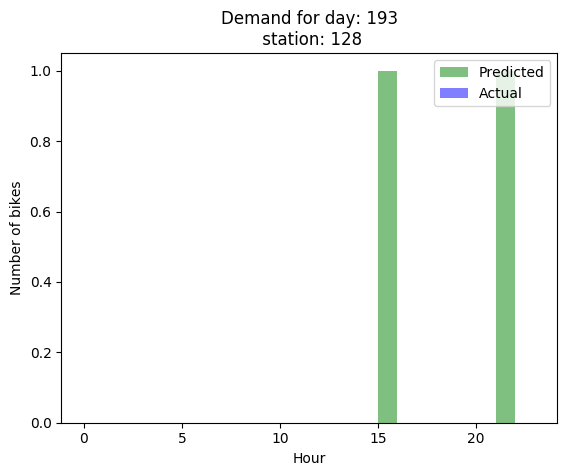 Demand for day: 193
station: 128
Predicted
Actual
Number of bikes
1.0
0.8
0.6
0.4
0.2
0.0
0
5
10
15
20
Hour